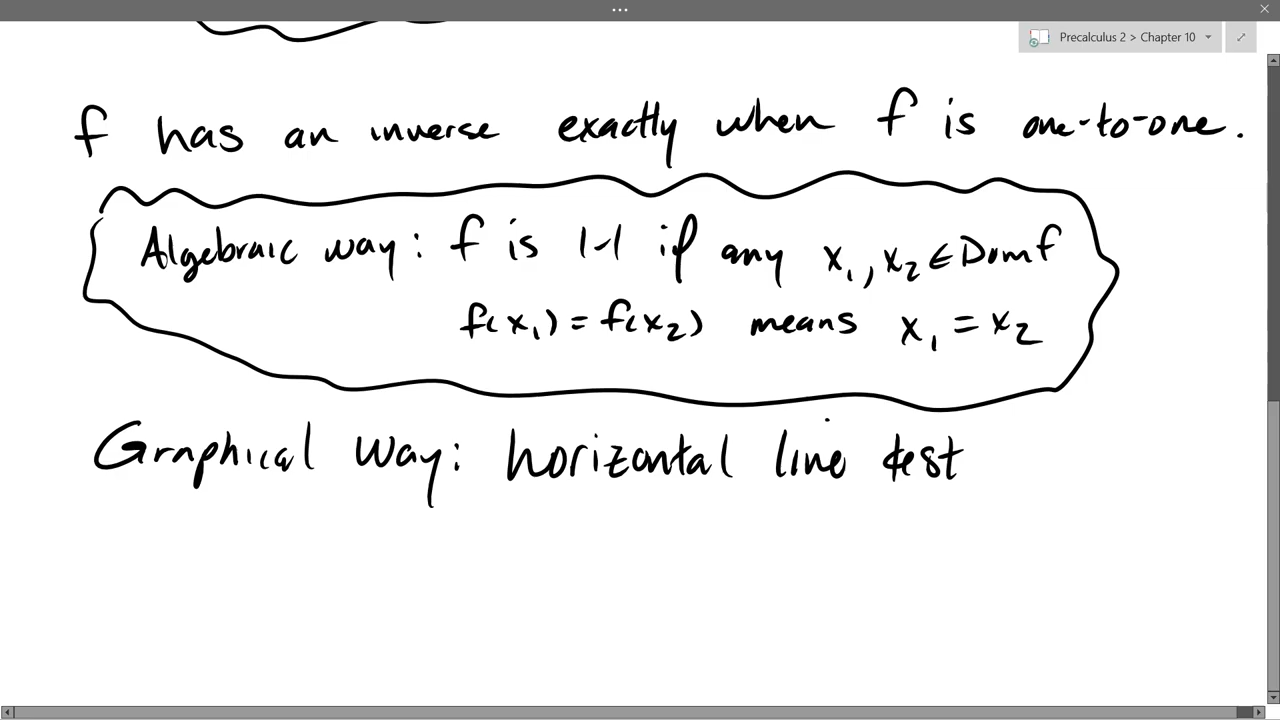 Precalculus 2 > Chapter 10
f has an inverse exactly when f is one-to-one.
Algebraic way: f is 1-1 if any x₁, x₂ ∈ Dom f
f(x₁) = f(x₂) means x₁ = x₂
Graphical Way: horizontal line test